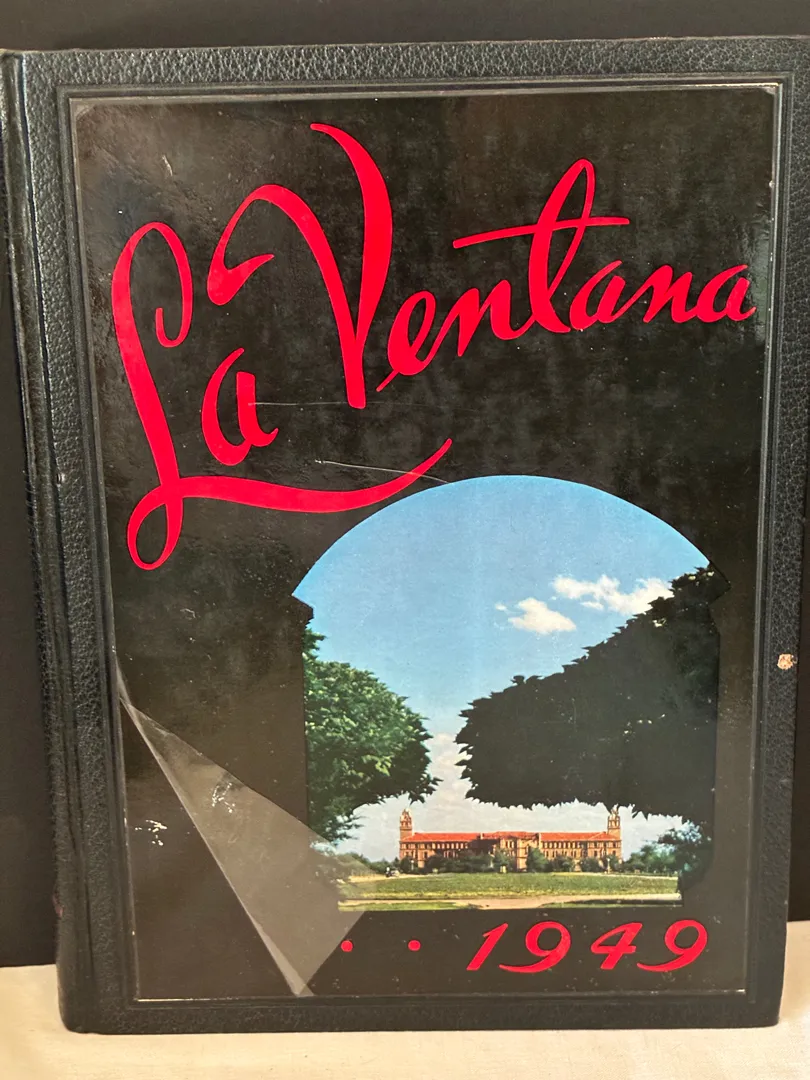 La Ventana
. . 1949